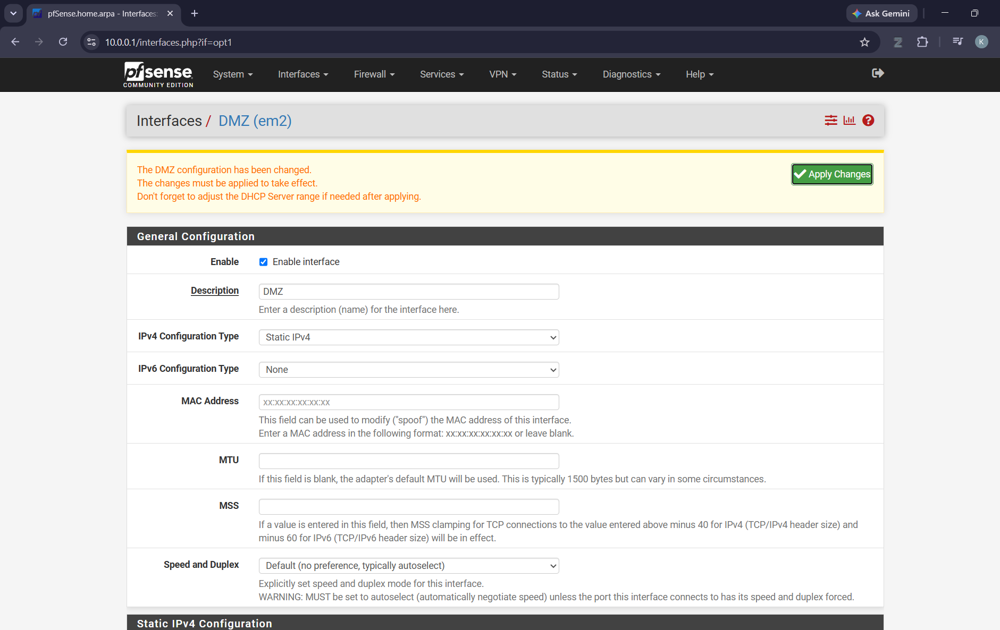 pfSense.home.arpa - Interfaces:
Ask Gemini
10.0.0.1/interfaces.php?if=opt1
K
pfsense
COMMUNITY EDITION
System
Interfaces
Firewall
Services
VPN
Status
Diagnostics
Help
Interfaces / DMZ (em2)
The DMZ configuration has been changed.
The changes must be applied to take effect.
Don't forget to adjust the DHCP Server range if needed after applying.
Apply Changes
General Configuration
Enable
Enable interface
Description
DMZ
Enter a description (name) for the interface here.
IPv4 Configuration Type
Static IPv4
IPv6 Configuration Type
None
MAC Address
xx:xx:xx:xx:xx:xx
This field can be used to modify ("spoof") the MAC address of this interface.
Enter a MAC address in the following format: xx:xx:xx:xx:xx:xx or leave blank.
MTU
If this field is blank, the adapter's default MTU will be used. This is typically 1500 bytes but can vary in some circumstances.
MSS
If a value is entered in this field, then MSS clamping for TCP connections to the value entered above minus 40 for IPv4 (TCP/IPv4 header size) and
minus 60 for IPv6 (TCP/IPv6 header size) will be in effect.
Speed and Duplex
Default (no preference, typically autoselect)
Explicitly set speed and duplex mode for this interface.
WARNING: MUST be set to autoselect (automatically negotiate speed) unless the port this interface connects to has its speed and duplex forced.
Static IPv4 Configuration